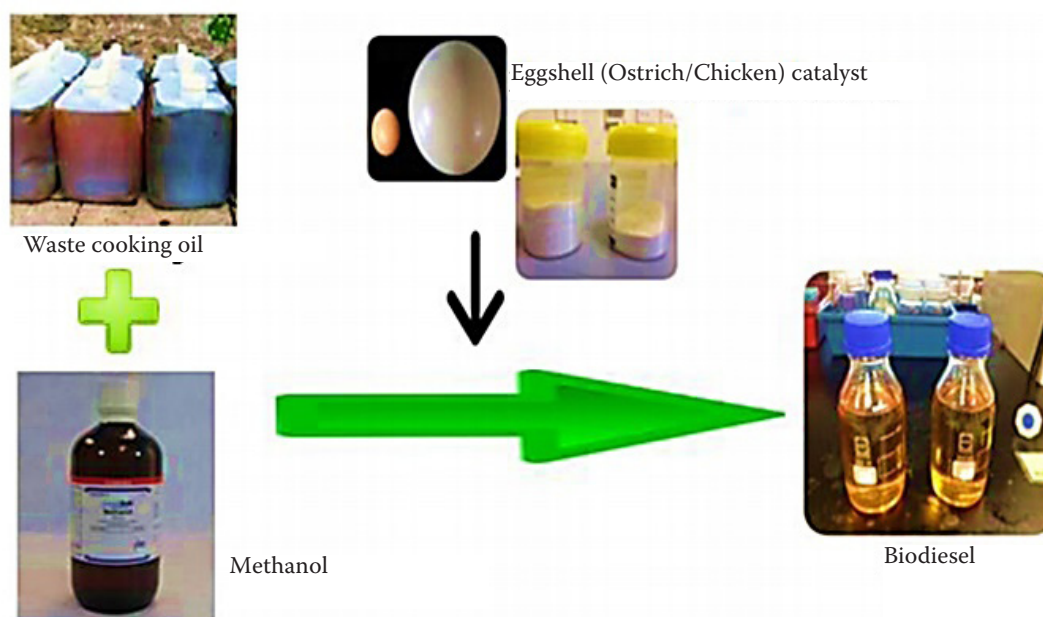 Eggshell (Ostrich/Chicken) catalyst
Waste cooking oil
Methanol
Biodiesel